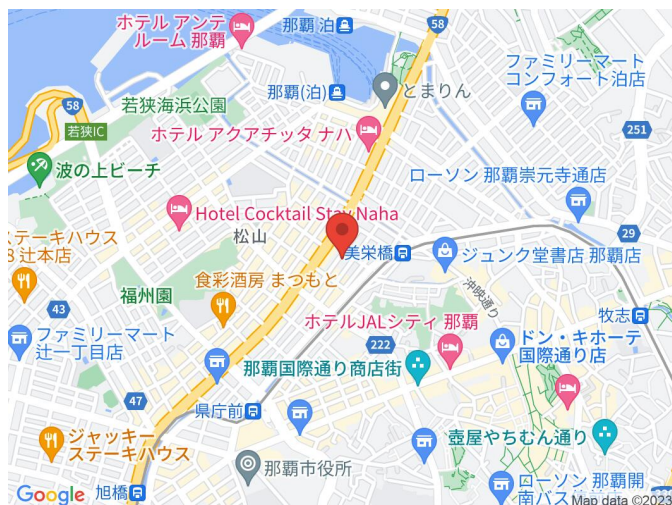 ホテル アンテ
ルーム 那覇
那覇 泊
58
ファミリーマート
コンフォート泊店
那覇(泊)
とまりん
若狭海浜公園
58
若狭IC
ホテル アクアチッタ ナハ
251
波の上ビーチ
ローソン 那覇崇元寺通店
Hotel Cocktail Stay Naha
松山
29
ステーキハウス
8 辻本店
美栄橋
ジュンク堂書店 那覇店
食彩酒房 まつもと
沖映通り
福州園
43
牧志
ホテルJALシティ 那覇
ファミリーマート
辻一丁目店
222
ドン・キホーテ
国際通り店
那覇国際通り商店街
47
県庁前
壺屋やちむん通り
ジャッキー
ステーキハウス
那覇市役所
ローソン 那覇開
Google
旭橋
Map data ©2023